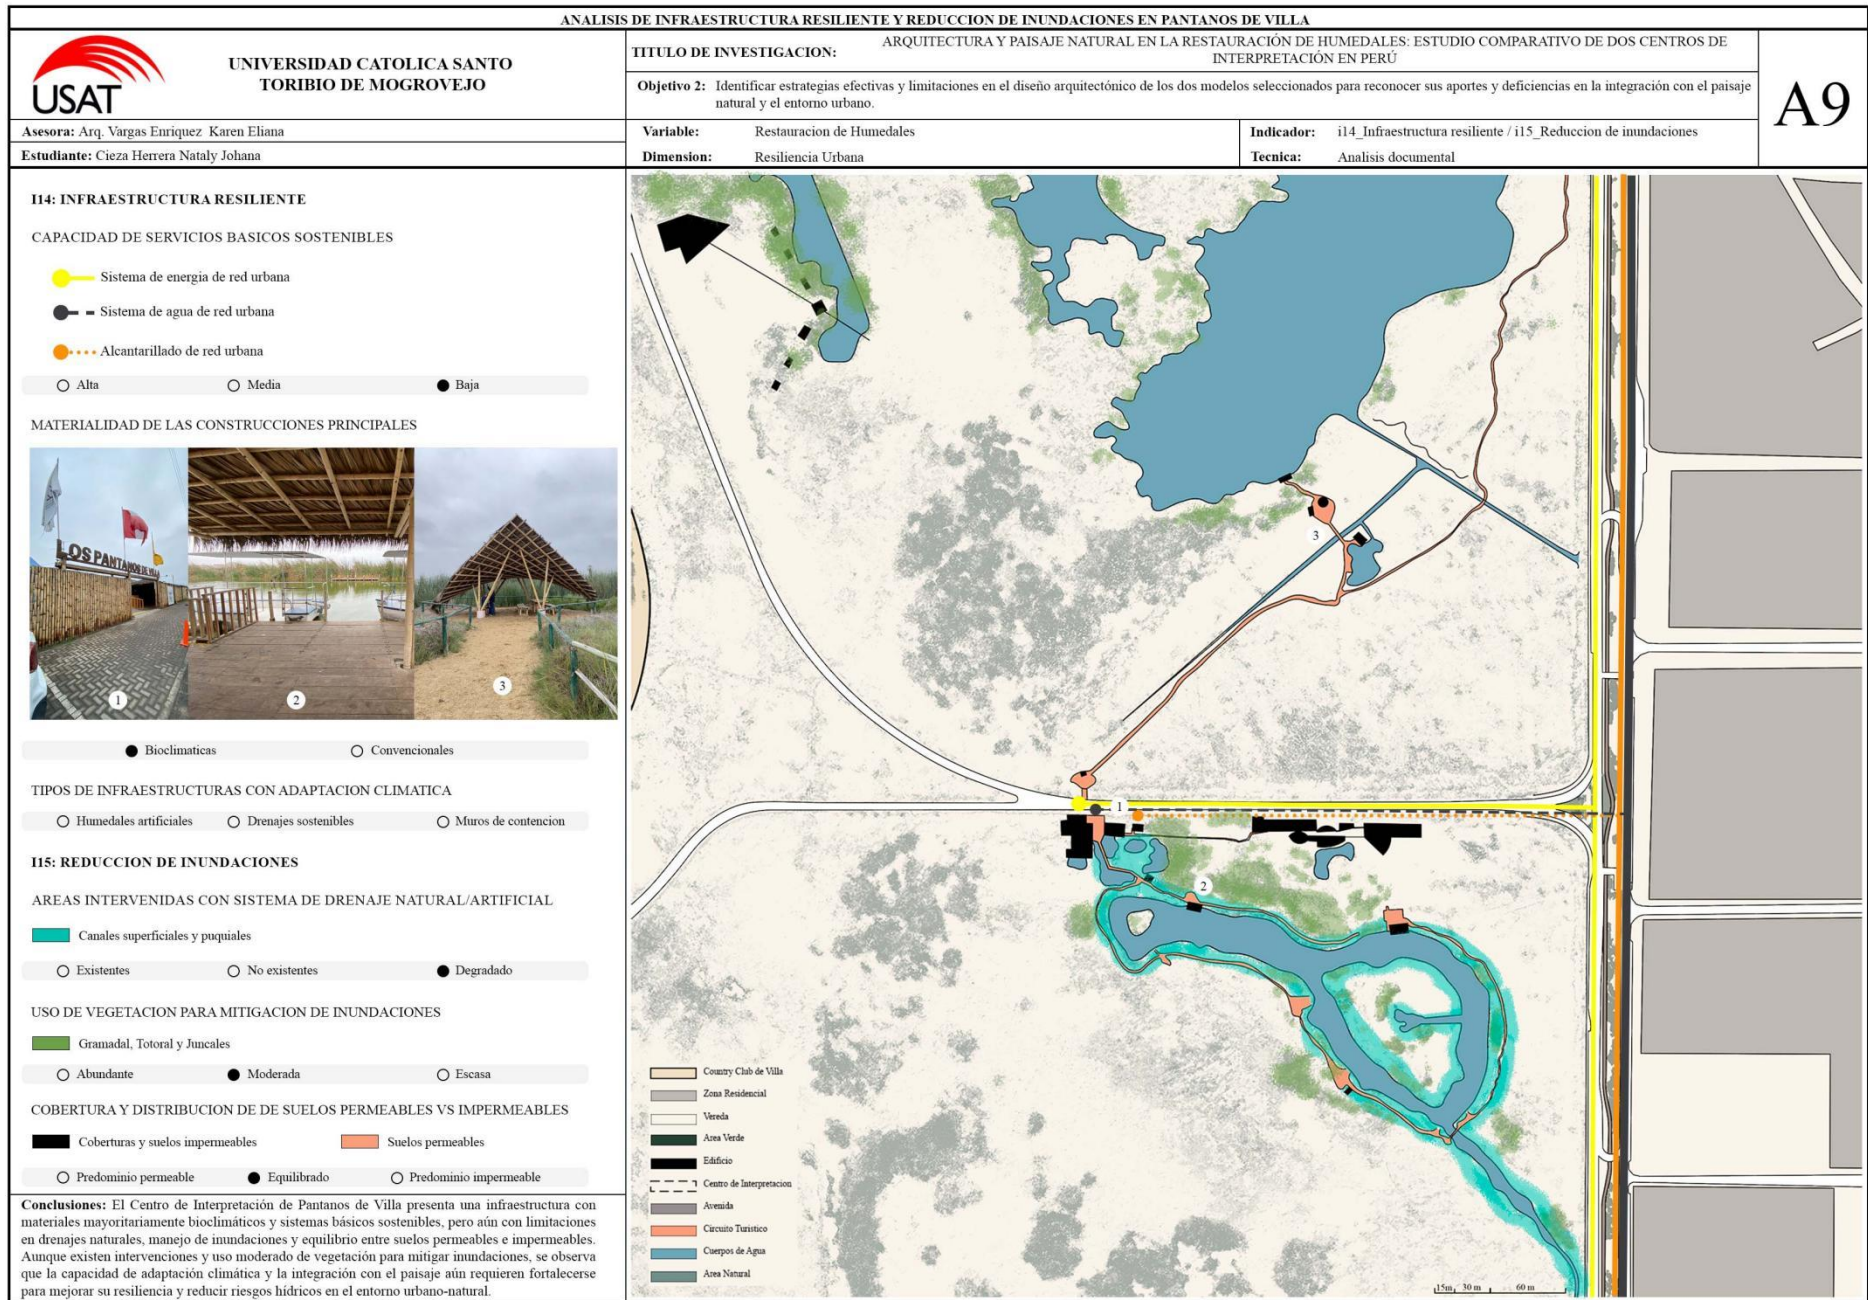 ANALISIS DE INFRAESTRUCTURA RESILIENTE Y REDUCCION DE INUNDACIONES EN PANTANOS DE VILLA
USAT
UNIVERSIDAD CATOLICA SANTO
TORIBIO DE MOGROVEJO
Asesora: Arq. Vargas Enriquez Karen Eliana
Estudiante: Cieza Herrera Nataly Johana
TITULO DE INVESTIGACION:
ARQUITECTURA Y PAISAJE NATURAL EN LA RESTAURACIÓN DE HUMEDALES: ESTUDIO COMPARATIVO DE DOS CENTROS DE
INTERPRETACIÓN EN PERÚ
Objetivo 2: Identificar estrategias efectivas y limitaciones en el diseño arquitectónico de los dos modelos seleccionados para reconocer sus aportes y deficiencias en la integración con el paisaje
natural y el entorno urbano.
Variable: Restauracion de Humedales
Dimension: Resiliencia Urbana
Indicador: i14_Infraestructura resiliente / i15_Reduccion de inundaciones
Tecnica: Analisis documental
A9
I14: INFRAESTRUCTURA RESILIENTE
CAPACIDAD DE SERVICIOS BASICOS SOSTENIBLES
Sistema de energia de red urbana
Sistema de agua de red urbana
Alcantarillado de red urbana
Alta Media Baja
MATERIALIDAD DE LAS CONSTRUCCIONES PRINCIPALES
LOS PANTANOS DE VILLA
1 2 3
Bioclimaticas Convencionales
TIPOS DE INFRAESTRUCTURAS CON ADAPTACION CLIMATICA
Humedales artificiales Drenajes sostenibles Muros de contencion
I15: REDUCCION DE INUNDACIONES
AREAS INTERVENIDAS CON SISTEMA DE DRENAJE NATURAL/ARTIFICIAL
Canales superficiales y puquiales
Existentes No existentes Degradado
USO DE VEGETACION PARA MITIGACION DE INUNDACIONES
Gramadal, Totoral y Juncales
Abundante Moderada Escasa
COBERTURA Y DISTRIBUCION DE DE SUELOS PERMEABLES VS IMPERMEABLES
Coberturas y suelos impermeables Suelos permeables
Predominio permeable Equilibrado Predominio impermeable
Conclusiones: El Centro de Interpretación de Pantanos de Villa presenta una infraestructura con
materiales mayoritariamente bioclimáticos y sistemas básicos sostenibles, pero aún con limitaciones
en drenajes naturales, manejo de inundaciones y equilibrio entre suelos permeables e impermeables.
Aunque existen intervenciones y uso moderado de vegetación para mitigar inundaciones, se observa
que la capacidad de adaptación climática y la integración con el paisaje aún requieren fortalecerse
para mejorar su resiliencia y reducir riesgos hídricos en el entorno urbano-natural.
3
1
2
Country Club de Villa
Zona Residencial
Vereda
Area Verde
Edificio
Centro de Interpretacion
Avenida
Circuito Turistico
Cuerpos de Agua
Area Natural
15m 30 m 60 m